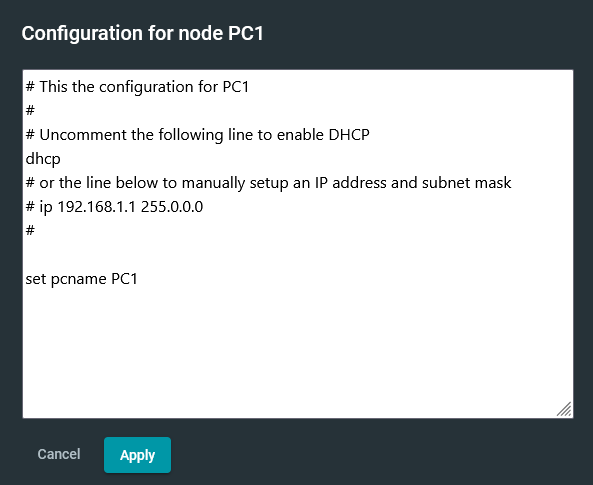 Configuration for node PC1
# This the configuration for PC1
#
# Uncomment the following line to enable DHCP
dhcp
# or the line below to manually setup an IP address and subnet mask
# ip 192.168.1.1 255.0.0.0
#
set pcname PC1
Cancel
Apply